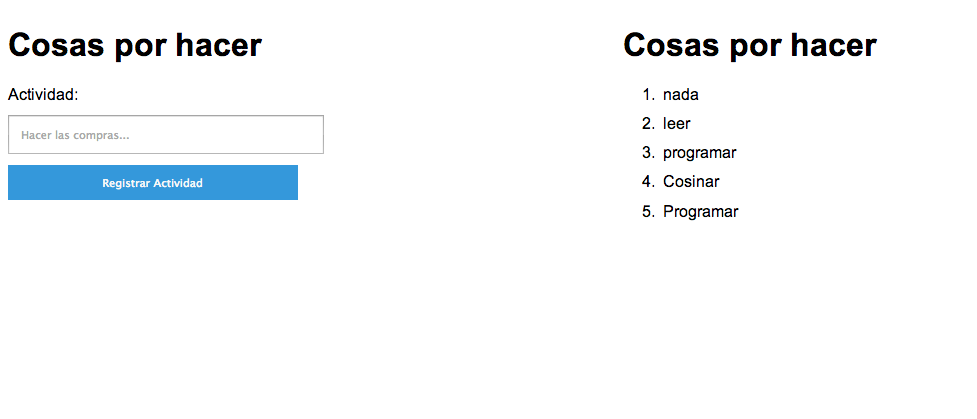 Cosas por hacer
Actividad:
Hacer las compras...
Registrar Actividad
Cosas por hacer
1. nada
2. leer
3. programar
4. Cosinar
5. Programar